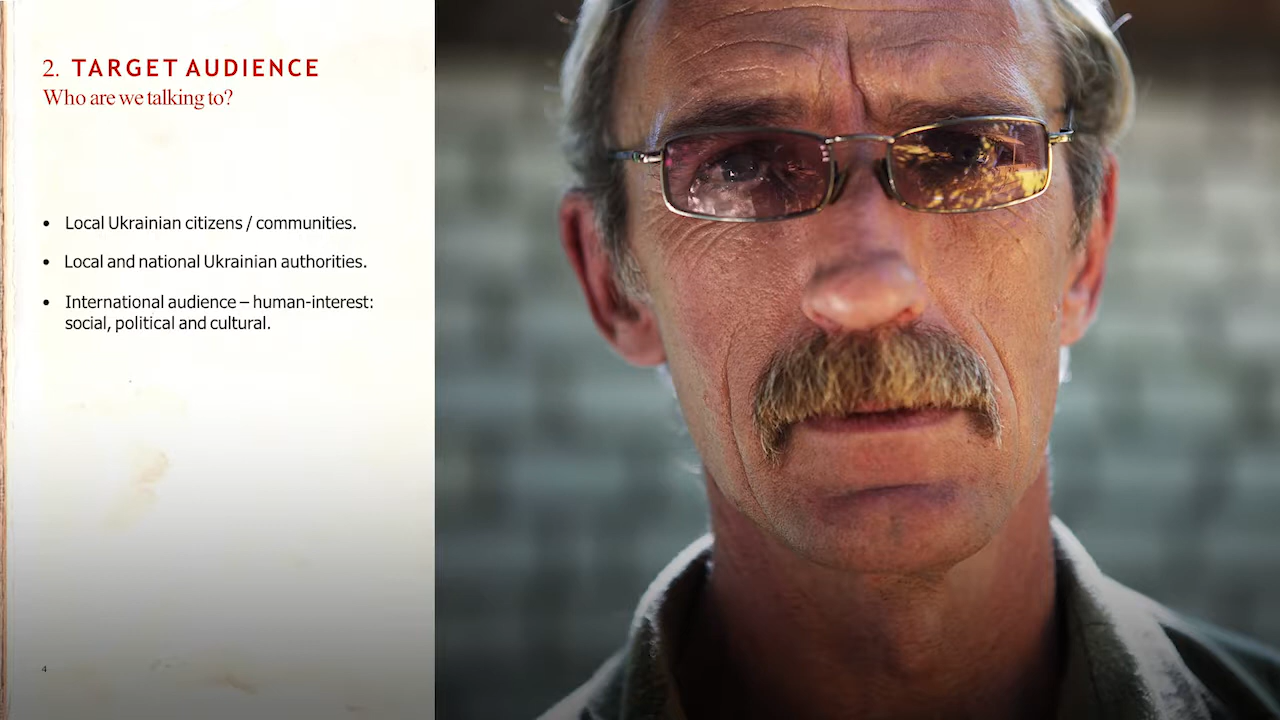 2. TARGET AUDIENCE
Who are we talking to?
• Local Ukrainian citizens / communities.
• Local and national Ukrainian authorities.
• International audience – human-interest:
social, political and cultural.
4